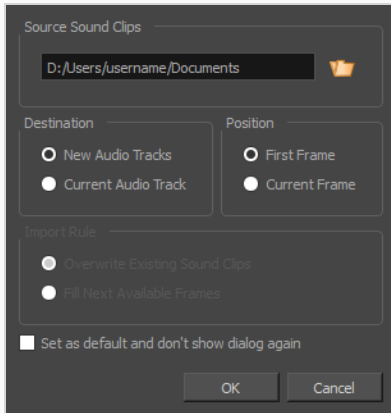 Source Sound Clips
D:/Users/username/Documents
Destination
New Audio Tracks
Current Audio Track
Position
First Frame
Current Frame
Import Rule
Overwrite Existing Sound Clips
Fill Next Available Frames
Set as default and don't show dialog again
OK
Cancel